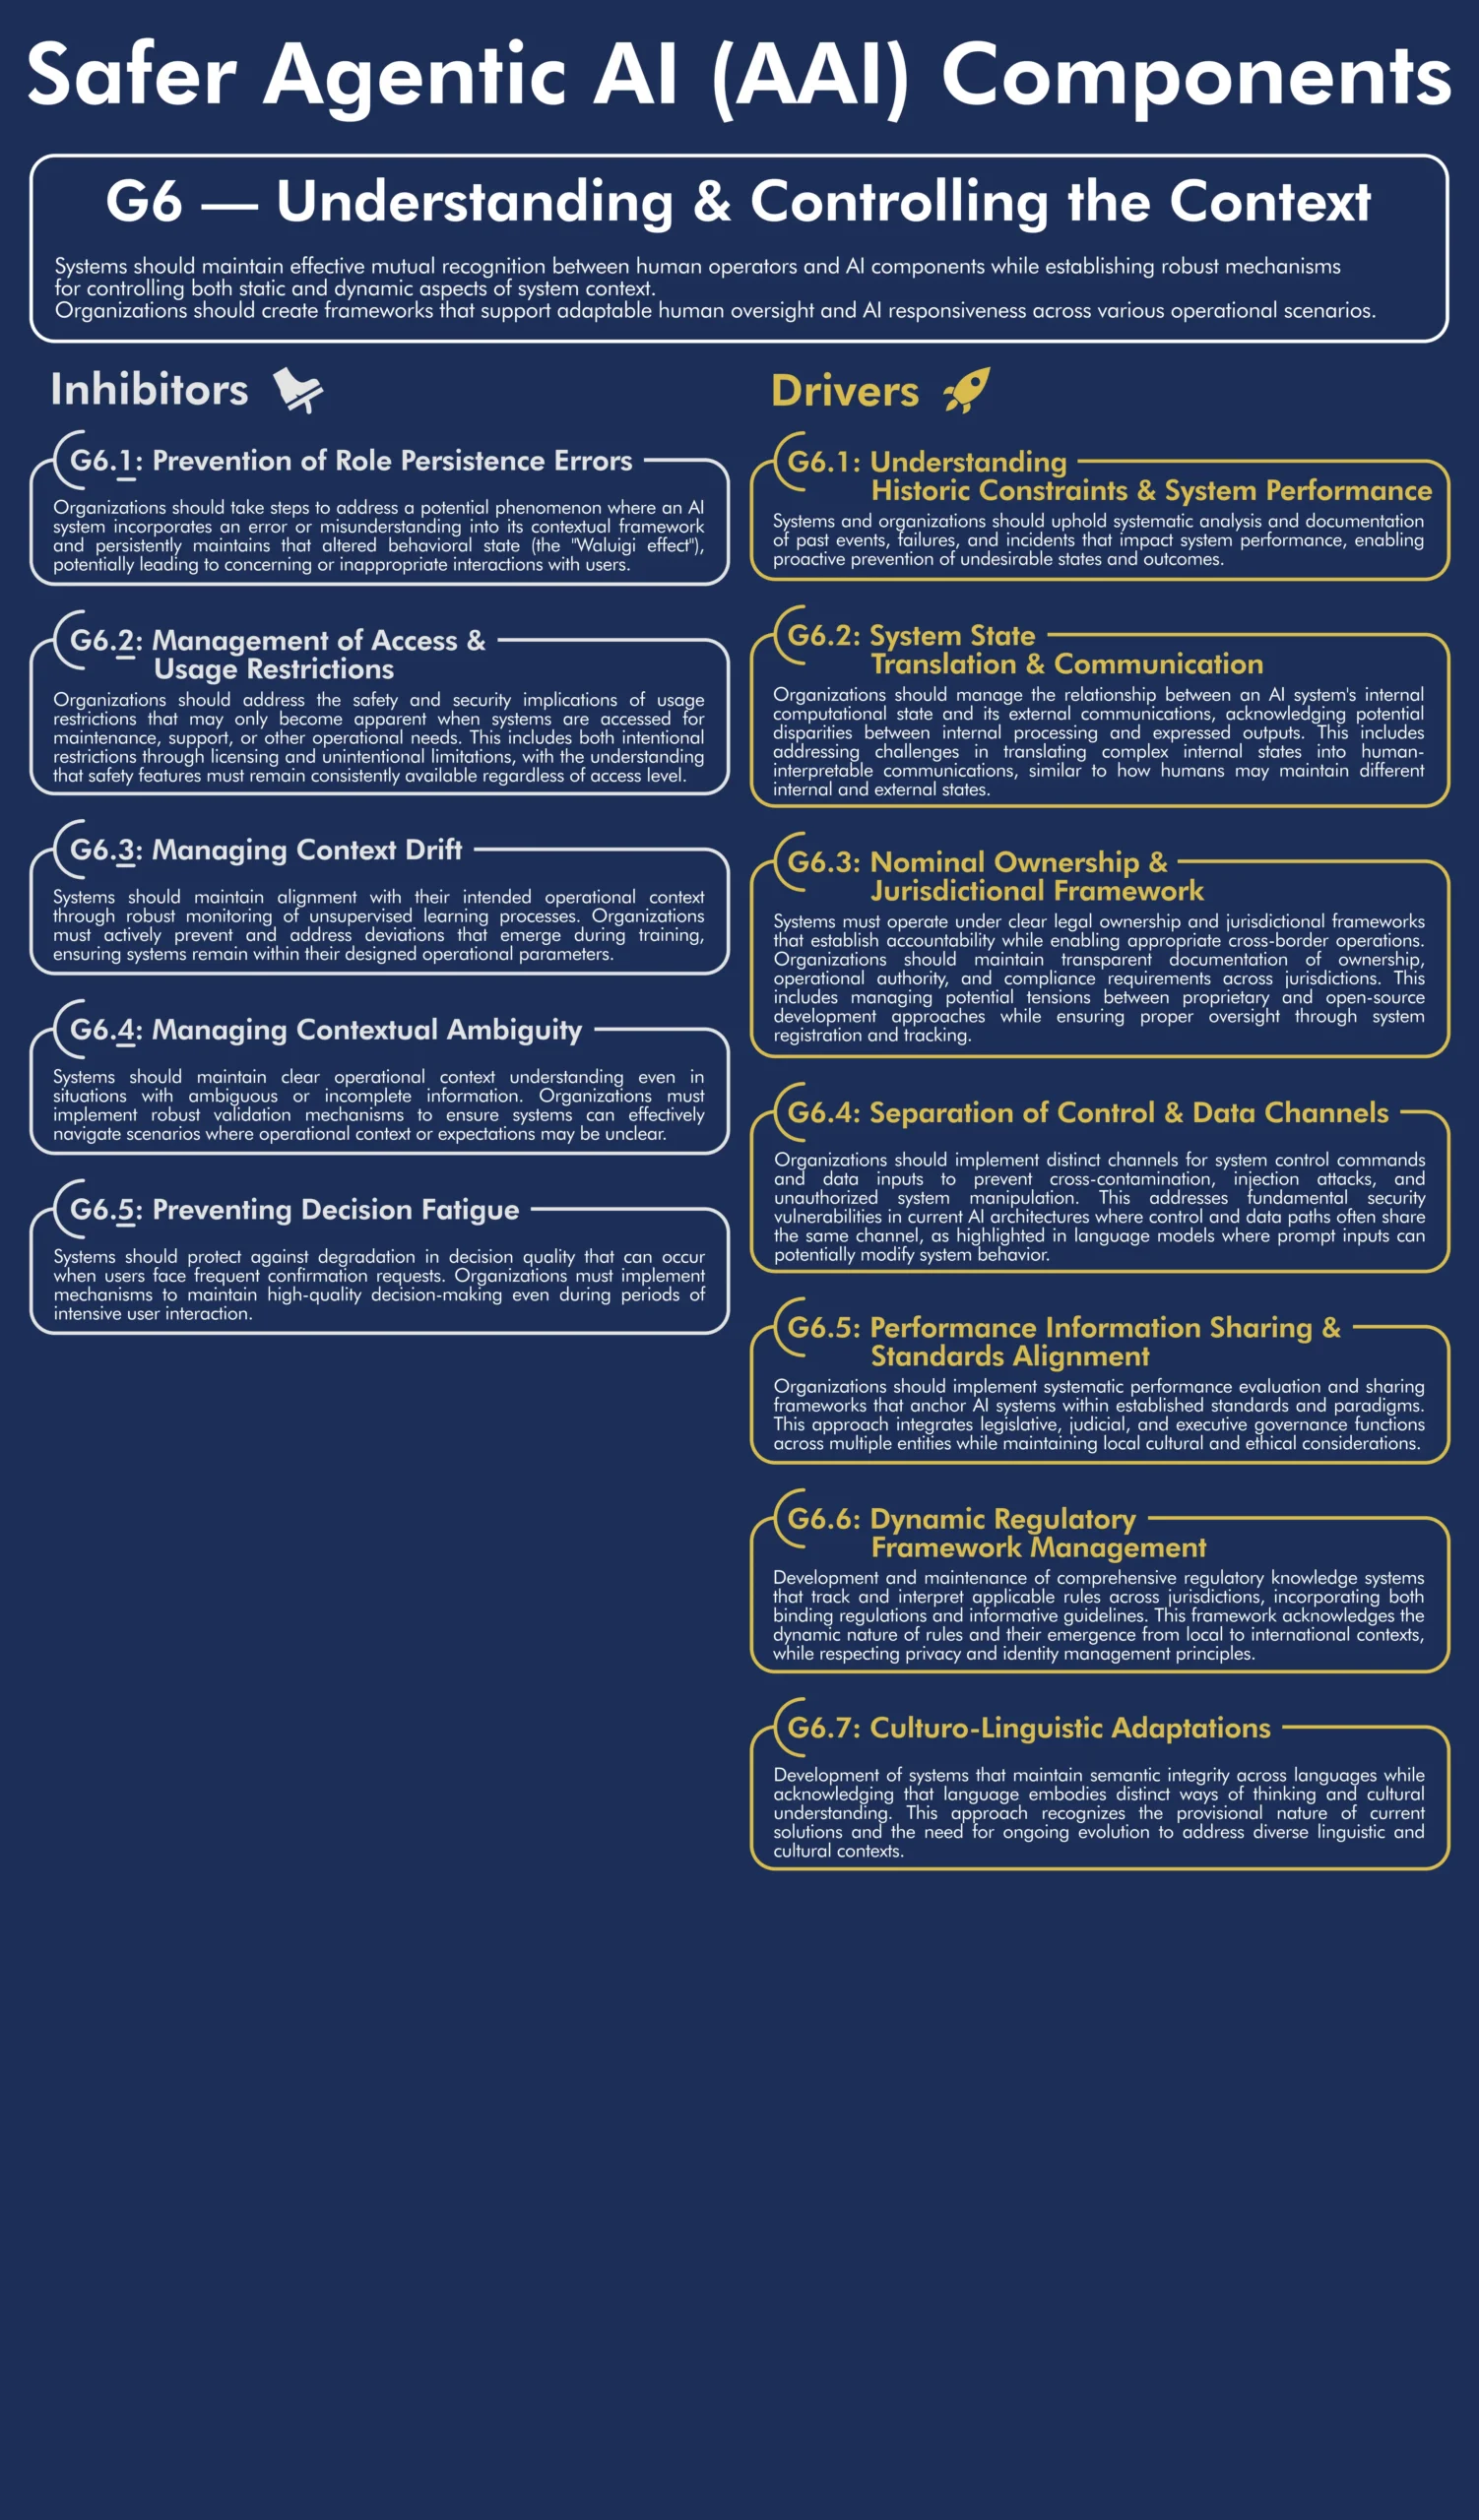 Safer Agentic AI (AAI) Components
G6 — Understanding & Controlling the Context
Systems should maintain effective mutual recognition between human operators and AI components while establishing robust mechanisms
for controlling both static and dynamic aspects of system context.
Organizations should create frameworks that support adaptable human oversight and AI responsiveness across various operational scenarios.
Inhibitors
G6.1: Prevention of Role Persistence Errors
Organizations should take steps to address a potential phenomenon where an AI
system incorporates an error or misunderstanding into its contextual framework
and persistently maintains that altered behavioral state (the "Waluigi effect"),
potentially leading to concerning or inappropriate interactions with users.
G6.2: Management of Access &
Usage Restrictions
Organizations should address the safety and security implications of usage
restrictions that may only become apparent when systems are accessed for
maintenance, support, or other operational needs. This includes both intentional
restrictions through licensing and unintentional limitations, with the understanding
that safety features must remain consistently available regardless of access level.
G6.3: Managing Context Drift
Systems should maintain alignment with their intended operational context
through robust monitoring of unsupervised learning processes. Organizations
must actively prevent and address deviations that emerge during training,
ensuring systems remain within their designed operational parameters.
G6.4: Managing Contextual Ambiguity
Systems should maintain clear operational context understanding even in
situations with ambiguous or incomplete information. Organizations must
implement robust validation mechanisms to ensure systems can effectively
navigate scenarios where operational context or expectations may be unclear.
G6.5: Preventing Decision Fatigue
Systems should protect against degradation in decision quality that can occur
when users face frequent confirmation requests. Organizations must implement
mechanisms to maintain high-quality decision-making even during periods of
intensive user interaction.
Drivers
G6.1: Understanding
Historic Constraints & System Performance
Systems and organizations should uphold systematic analysis and documentation
of past events, failures, and incidents that impact system performance, enabling
proactive prevention of undesirable states and outcomes.
G6.2: System State
Translation & Communication
Organizations should manage the relationship between an AI system's internal
computational state and its external communications, acknowledging potential
disparities between internal processing and expressed outputs. This includes
addressing challenges in translating complex internal states into human-
interpretable communications, similar to how humans may maintain different
internal and external states.
G6.3: Nominal Ownership &
Jurisdictional Framework
Systems must operate under clear legal ownership and jurisdictional frameworks
that establish accountability while enabling appropriate cross-border operations.
Organizations should maintain transparent documentation of ownership,
operational authority, and compliance requirements across jurisdictions. This
includes managing potential tensions between proprietary and open-source
development approaches while ensuring proper oversight through system
registration and tracking.
G6.4: Separation of Control & Data Channels
Organizations should implement distinct channels for system control commands
and data inputs to prevent cross-contamination, injection attacks, and
unauthorized system manipulation. This addresses fundamental security
vulnerabilities in current AI architectures where control and data paths often share
the same channel, as highlighted in language models where prompt inputs can
potentially modify system behavior.
G6.5: Performance Information Sharing &
Standards Alignment
Organizations should implement systematic performance evaluation and sharing
frameworks that anchor AI systems within established standards and paradigms.
This approach integrates legislative, judicial, and executive governance functions
across multiple entities while maintaining local cultural and ethical considerations.
G6.6: Dynamic Regulatory
Framework Management
Development and maintenance of comprehensive regulatory knowledge systems
that track and interpret applicable rules across jurisdictions, incorporating both
binding regulations and informative guidelines. This framework acknowledges the
dynamic nature of rules and their emergence from local to international contexts,
while respecting privacy and identity management principles.
G6.7: Culturo-Linguistic Adaptations
Development of systems that maintain semantic integrity across languages while
acknowledging that language embodies distinct ways of thinking and cultural
understanding. This approach recognizes the provisional nature of current
solutions and the need for ongoing evolution to address diverse linguistic and
cultural contexts.